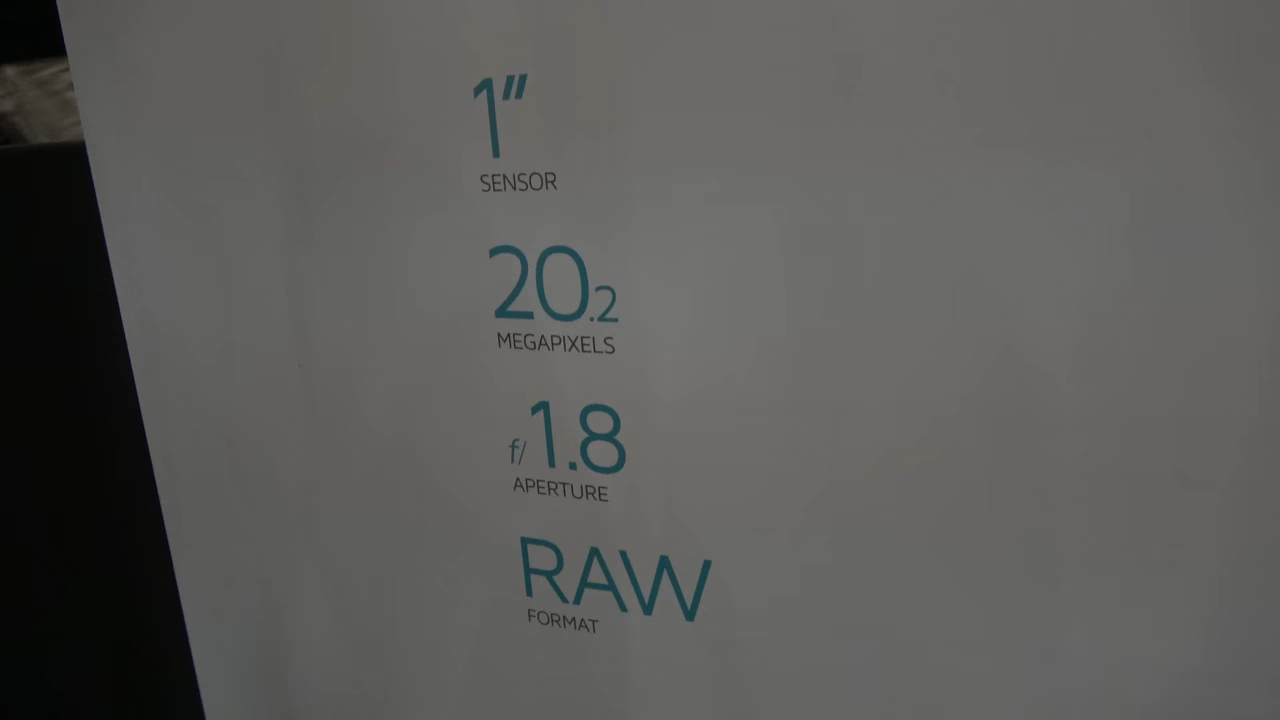 1"
SENSOR
20.2
MEGAPIXELS
f/1.8
APERTURE
RAW
FORMAT